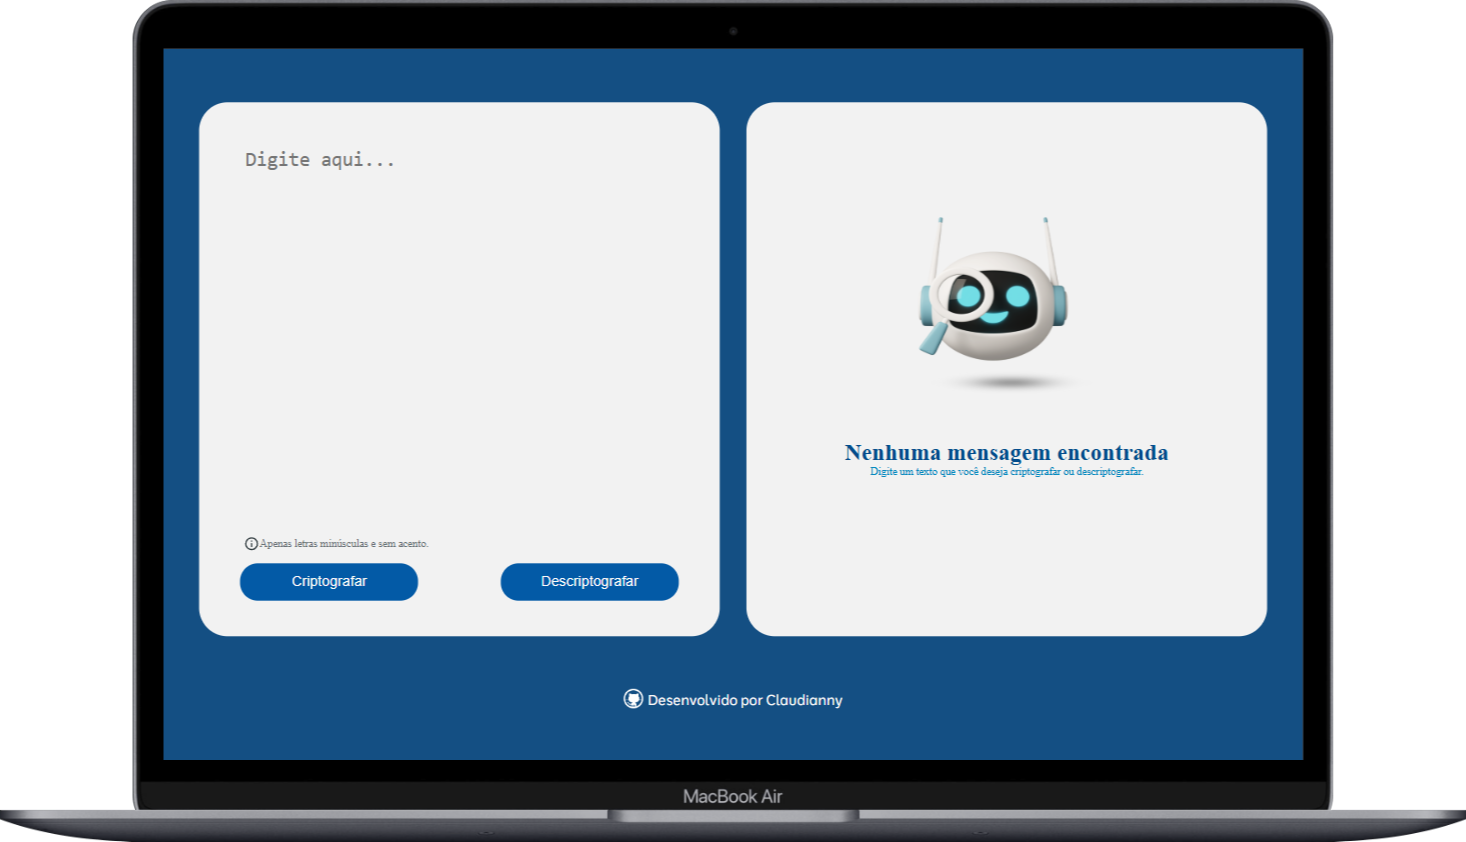 Digite aqui...
Apenas letras minúsculas e sem acento.
Criptografar
Descriptografar
Nenhuma mensagem encontrada
Digite um texto que você deseja criptografar ou descriptografar.
Desenvolvido por Claudianny
MacBook Air